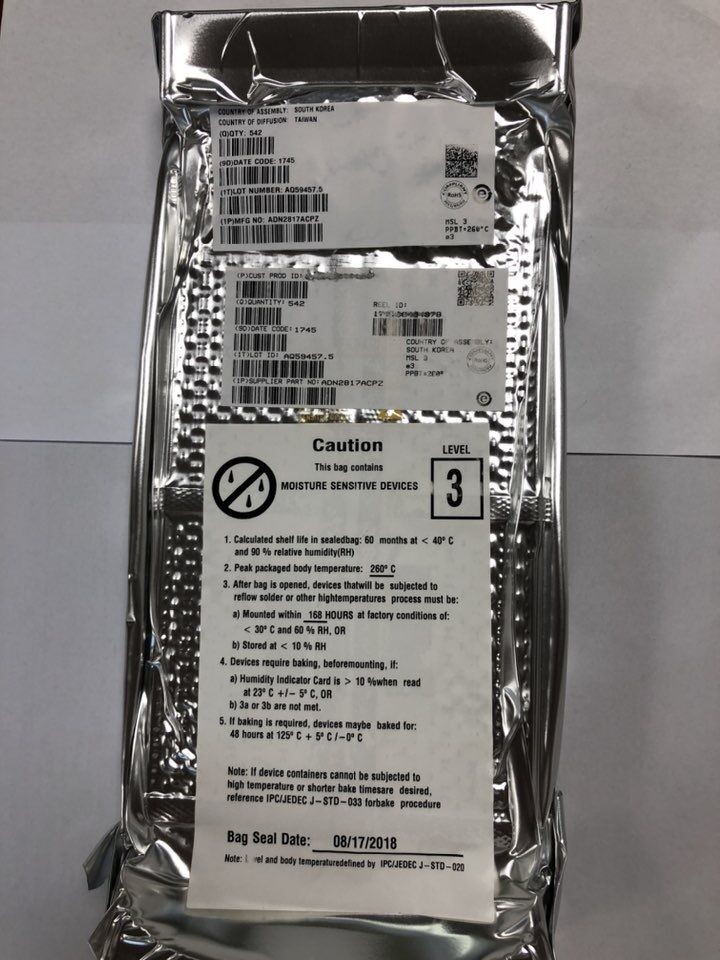 COUNTRY OF ASSEMBLY: SOUTH KOREA
COUNTRY OF DIFFUSION: TAIWAN
(Q)QTY: 542
(9D)DATE CODE: 1745
(1T)LOT NUMBER: AQ59457.5
(1P)MFG NO: ADN2817ACPZ
COMPLIANT
RoHS
e
MSL 3
PPBT=260°C
e3
(P)CUST PROD ID:
(Q)QUANTITY: 542
REEL ID:
(9D)DATE CODE: 1745
(1T)LOT ID: AQ59457.5
COUNTRY OF ASSEMBLY:
SOUTH KOREA
MSL 3
e3
(1P)SUPPLIER PART NO: ADN2817ACPZ
e
Caution
This bag contains
MOISTURE SENSITIVE DEVICES
LEVEL
3
1. Calculated shelf life in sealedbag: 60 months at < 40° C
and 90 % relative humidity(RH)
2. Peak packaged body temperature: 260° C
3. After bag is opened, devices thatwill be subjected to
reflow solder or other hightemperatures process must be:
a) Mounted within 168 HOURS at factory conditions of:
< 30° C and 60 % RH, OR
b) Stored at < 10 % RH
4. Devices require baking, beforemounting, if:
a) Humidity Indicator Card is > 10 %when read
at 23° C +/- 5° C, OR
b) 3a or 3b are not met.
5. If baking is required, devices maybe baked for:
48 hours at 125° C + 5° C /-0° C
Note: If device containers cannot be subjected to
high temperature or shorter bake timesare desired,
reference IPC/JEDEC J-STD-033 forbake procedure
Bag Seal Date: 08/17/2018
Note: and body temperaturedefined by IPC/JEDEC J-STD-020